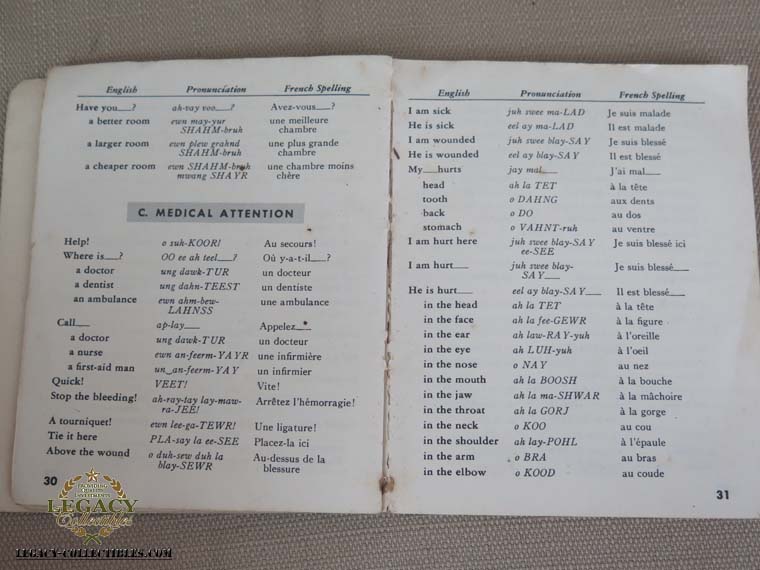 English Pronunciation French Spelling
Have you___? ah-vay voo___? Avez-vous___?
a better room ewn may-yur une meilleure
SHAHM-bruh chambre
a larger room ewn plew grahnd une plus grande
SHAHM-bruh chambre
a cheaper room ewn SHAHM-bruh une chambre moins
mwang SHAYR chère
C. MEDICAL ATTENTION
Help! o suh-KOOR! Au secours!
Where is___? OO ee ah teel___? Où y-a-t-il___?
a doctor ung dawk-TUR un docteur
a dentist ung dahn-TEEST un dentiste
an ambulance ewn ahm-bew- une ambulance
LAHNSS
Call___ ap-lay___ Appelez___
a doctor ung dawk-TUR un docteur
a nurse ewn an-feerm-YAYR une infirmière
a first-aid man un_an-feerm-YAY un infirmier
Quick! VEET! Vite!
Stop the bleeding! ah-ray-tay lay-maw- Arrêtez l'hémorragie!
ra-JEE!
A tourniquet! ewn lee-ga-TEWR! Une ligature!
Tie it here PLA-say la ee-SEE Placez-la ici
Above the wound o duh-sew duh la Au-dessus de la
blay-SEWR blessure
30
English Pronunciation French Spelling
I am sick juh swee ma-LAD Je suis malade
He is sick eel ay ma-LAD Il est malade
I am wounded juh swee blay-SAY Je suis blessé
He is wounded eel ay blay-SAY Il est blessé
My___hurts jay mal___ J'ai mal___
head ah la TET à la tête
tooth o DAHNG aux dents
back o DO au dos
stomach o VAHNT-ruh au ventre
I am hurt here juh swee blay-SAY Je suis blessé ici
ee-SEE
I am hurt___ juh swee blay- Je suis blessé___
SAY___
He is hurt___ eel ay blay-SAY___ Il est blessé___
in the head ah la TET à la tête
in the face ah la fee-GEWR à la figure
in the ear ah law-RAY-yuh à l'oreille
in the eye ah LUH-yuh à l'oeil
in the nose o NAY au nez
in the mouth ah la BOOSH à la bouche
in the jaw ah la ma-SHWAR à la mâchoire
in the throat ah la GORJ à la gorge
in the neck o KOO au cou
in the shoulder ah lay-POHL à l'épaule
in the arm o BRA au bras
in the elbow o KOOD au coude
31
PROVIDING
QUALITY
INVESTMENTS
LEGACY
Collectibles
LEGACY-COLLECTIBLES.COM